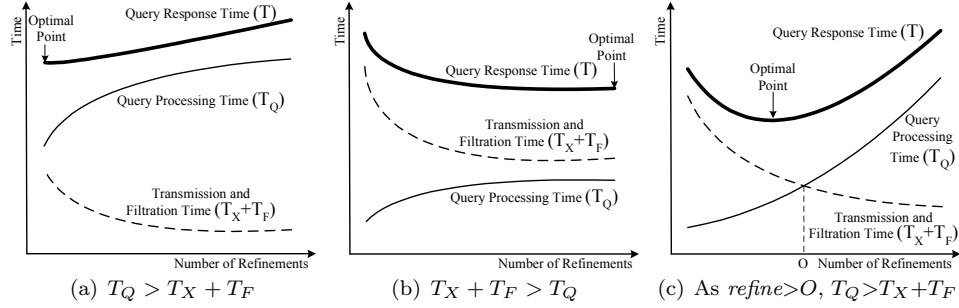 Time
Optimal
Point
Query Response Time (T)
Query Processing Time (T_Q)
Transmission and
Filtration Time (T_X+T_F)
Number of Refinements
(a) T_Q > T_X + T_F
Time
Optimal
Point
Query Response Time (T)
Transmission and
Filtration Time (T_X+T_F)
Query Processing Time (T_Q)
Number of Refinements
(b) T_X + T_F > T_Q
Time
Query Response Time (T)
Optimal
Point
Query
Processing
Time (T_Q)
Transmission and
Filtration Time (T_X+T_F)
O
Number of Refinements
(c) As refine>O, T_Q>T_X+T_F